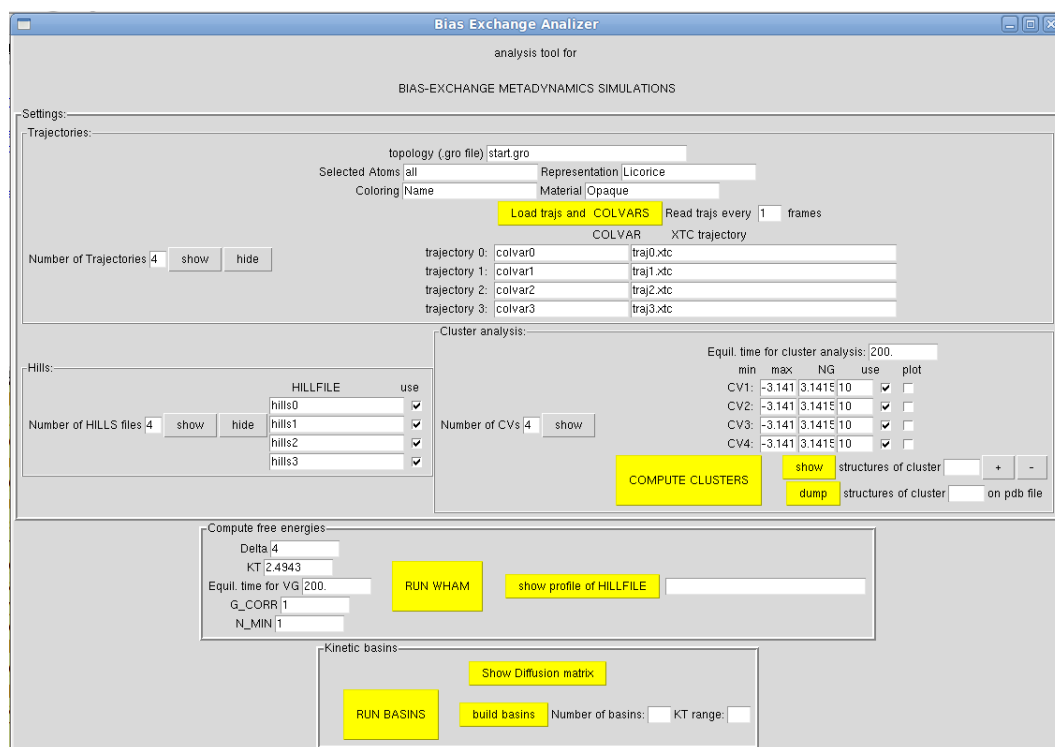 Bias Exchange Analizer
analysis tool for
BIAS-EXCHANGE METADYNAMICS SIMULATIONS
Settings:
Trajectories:
topology (.gro file) start.gro
Selected Atoms all Representation Licorice
Coloring Name Material Opaque
Load trajs and COLVARS Read trajs every 1 frames
COLVAR XTC trajectory
Number of Trajectories 4 show hide
trajectory 0: colvar0 traj0.xtc
trajectory 1: colvar1 traj1.xtc
trajectory 2: colvar2 traj2.xtc
trajectory 3: colvar3 traj3.xtc
Hills:
HILLFILE use
Number of HILLS files 4 show hide
hills0
hills1
hills2
hills3
Cluster analysis:
Equil. time for cluster analysis: 200.
min max NG use plot
Number of CVs 4 show
CV1: -3.141 3.1415 10
CV2: -3.141 3.1415 10
CV3: -3.141 3.1415 10
CV4: -3.141 3.1415 10
COMPUTE CLUSTERS
show structures of cluster + -
dump structures of cluster on pdb file
Compute free energies
Delta 4
KT 2.4943
Equil. time for VG 200.
G_CORR 1
N_MIN 1
RUN WHAM
show profile of HILLFILE
Kinetic basins
Show Diffusion matrix
RUN BASINS
build basins Number of basins: KT range: